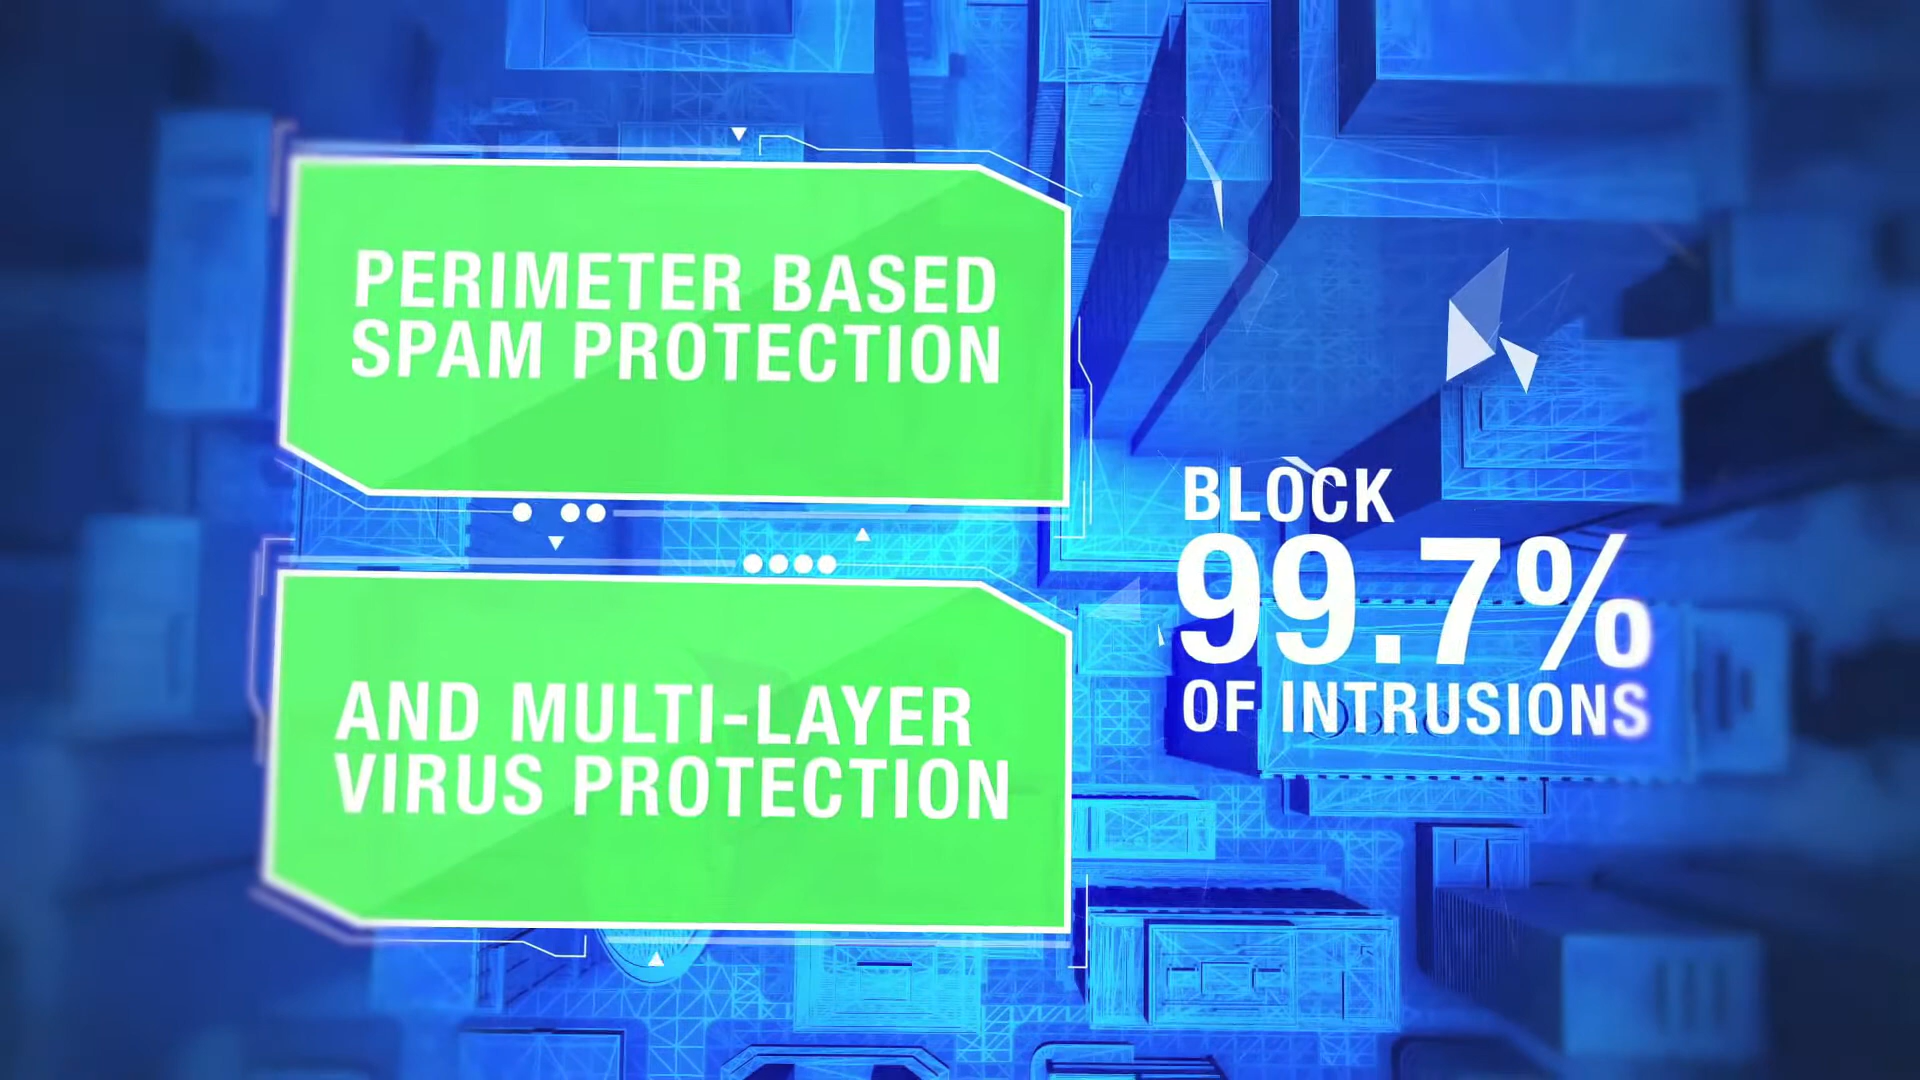 PERIMETER BASED
SPAM PROTECTION
AND MULTI-LAYER
VIRUS PROTECTION
BLOCK
99.7%
OF INTRUSIONS